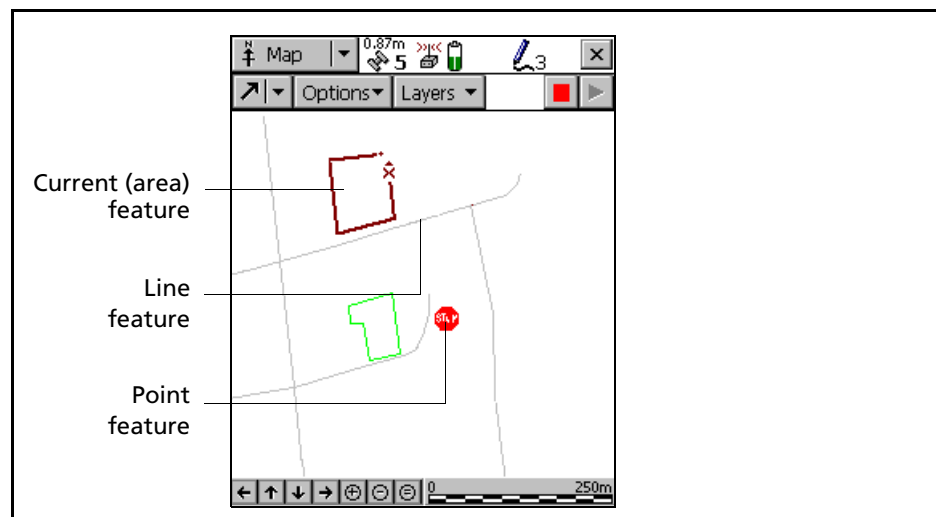 N
Map
0.87m
5
3
Options
Layers
Current (area)
feature
Line
feature
STOP
Point
feature
0
250m